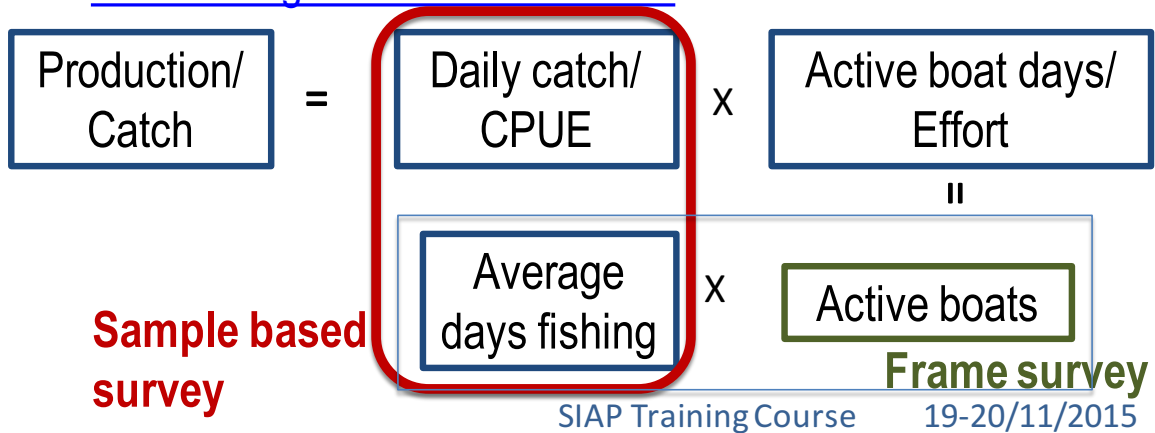 Production/
Catch
=
Daily catch/
CPUE
x
Active boat days/
Effort
=
Average
days fishing
x
Active boats
Sample based
survey
Frame survey
SIAP Training Course 19-20/11/2015